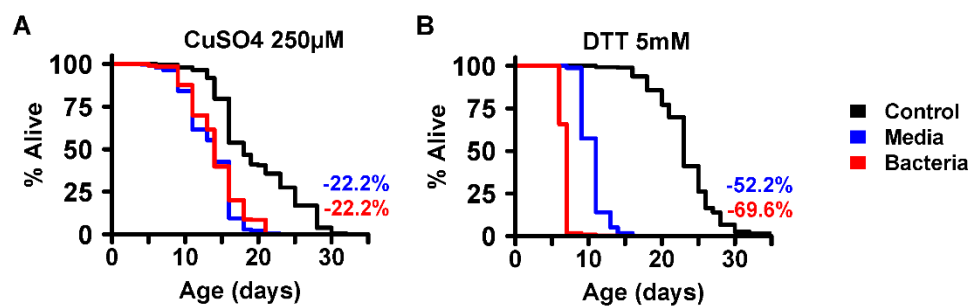 A
CuSO4 250µM
% Alive
100
75
50
25
0
-22.2%
-22.2%
0 10 20 30
Age (days)
B
DTT 5mM
% Alive
100
75
50
25
0
-52.2%
-69.6%
0 10 20 30
Age (days)
Control
Media
Bacteria